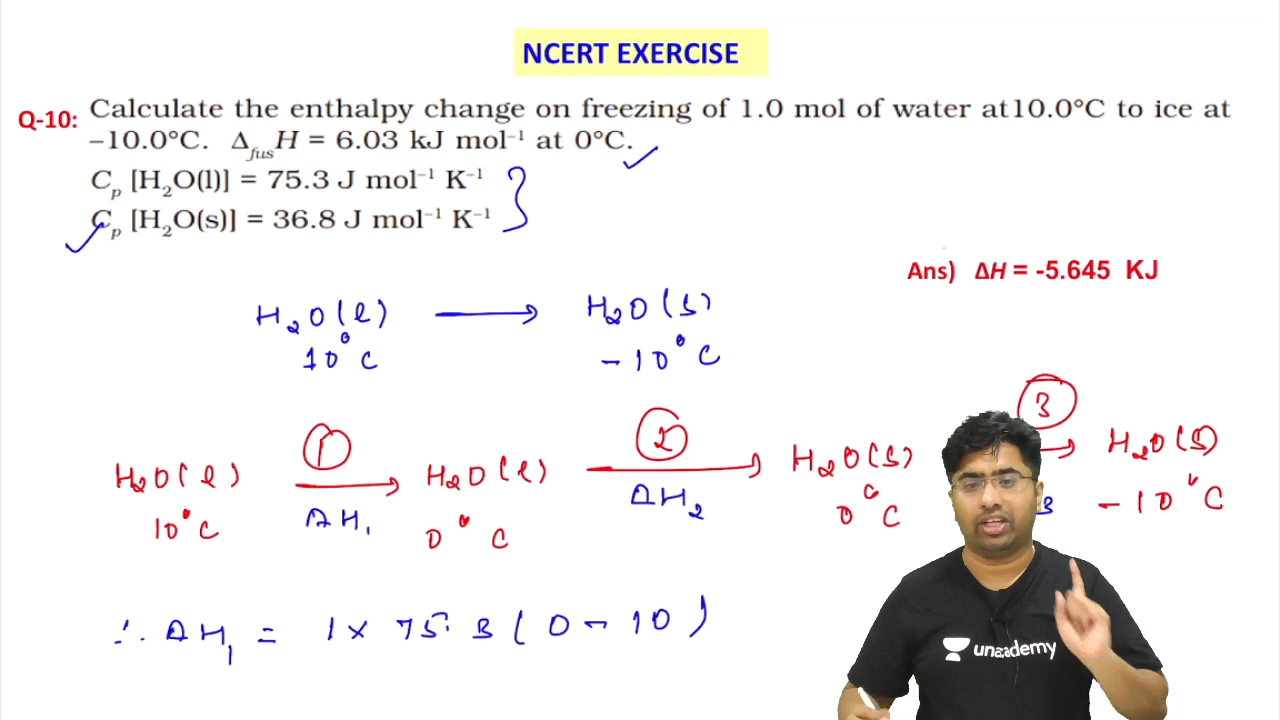 NCERT EXERCISE
Q-10: Calculate the enthalpy change on freezing of 1.0 mol of water at10.0°C to ice at
–10.0°C. ΔfusH = 6.03 kJ mol⁻¹ at 0°C.
Cp [H₂O(l)] = 75.3 J mol⁻¹ K⁻¹
Cp [H₂O(s)] = 36.8 J mol⁻¹ K⁻¹
Ans) ΔH = -5.645 KJ
H₂O(l) → H₂O(s)
10°C -10°C
1 2 3
H₂O(l) → H₂O(l) → H₂O(s) → H₂O(s)
10°C ΔH₁ 0°C ΔH₂ 0°C 3 -10°C
∴ ΔH₁ = 1 × 75.3 (0-10)
unacademy